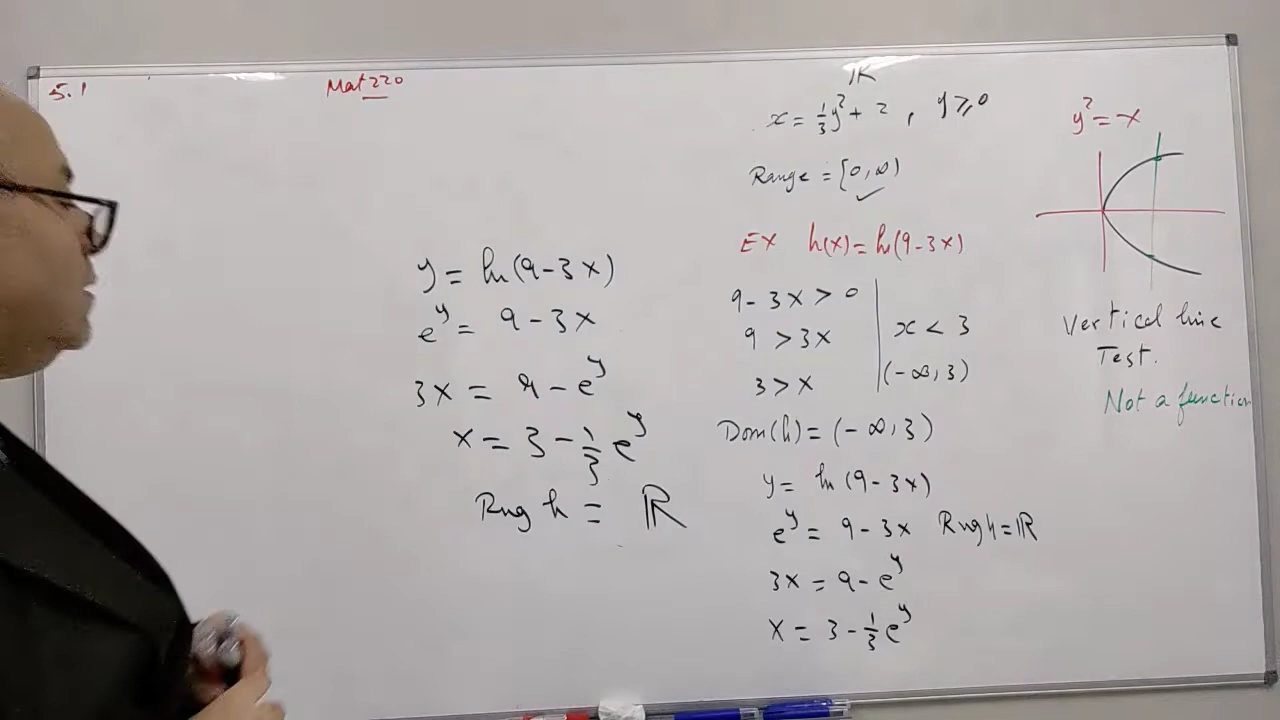 5.1
Mat220
y = ln(9-3x)
e^y = 9-3x
3x = 9-e^y
x = 3-1/3 e^y
Rng h = ℝ
x = 1/3 y²+ 2 , y ≥ 0
Range = [0,∞) ✓
EX h(x)=ln(9-3x)
9-3x > 0
9 > 3x
3 > x
x < 3
(-∞,3)
Dom(h) = (-∞,3)
y = ln(9-3x)
e^y = 9-3x Rng h = ℝ
3x = 9-e^y
x = 3-1/3 e^y
y² = x
Vertical line
Test.
Not a function